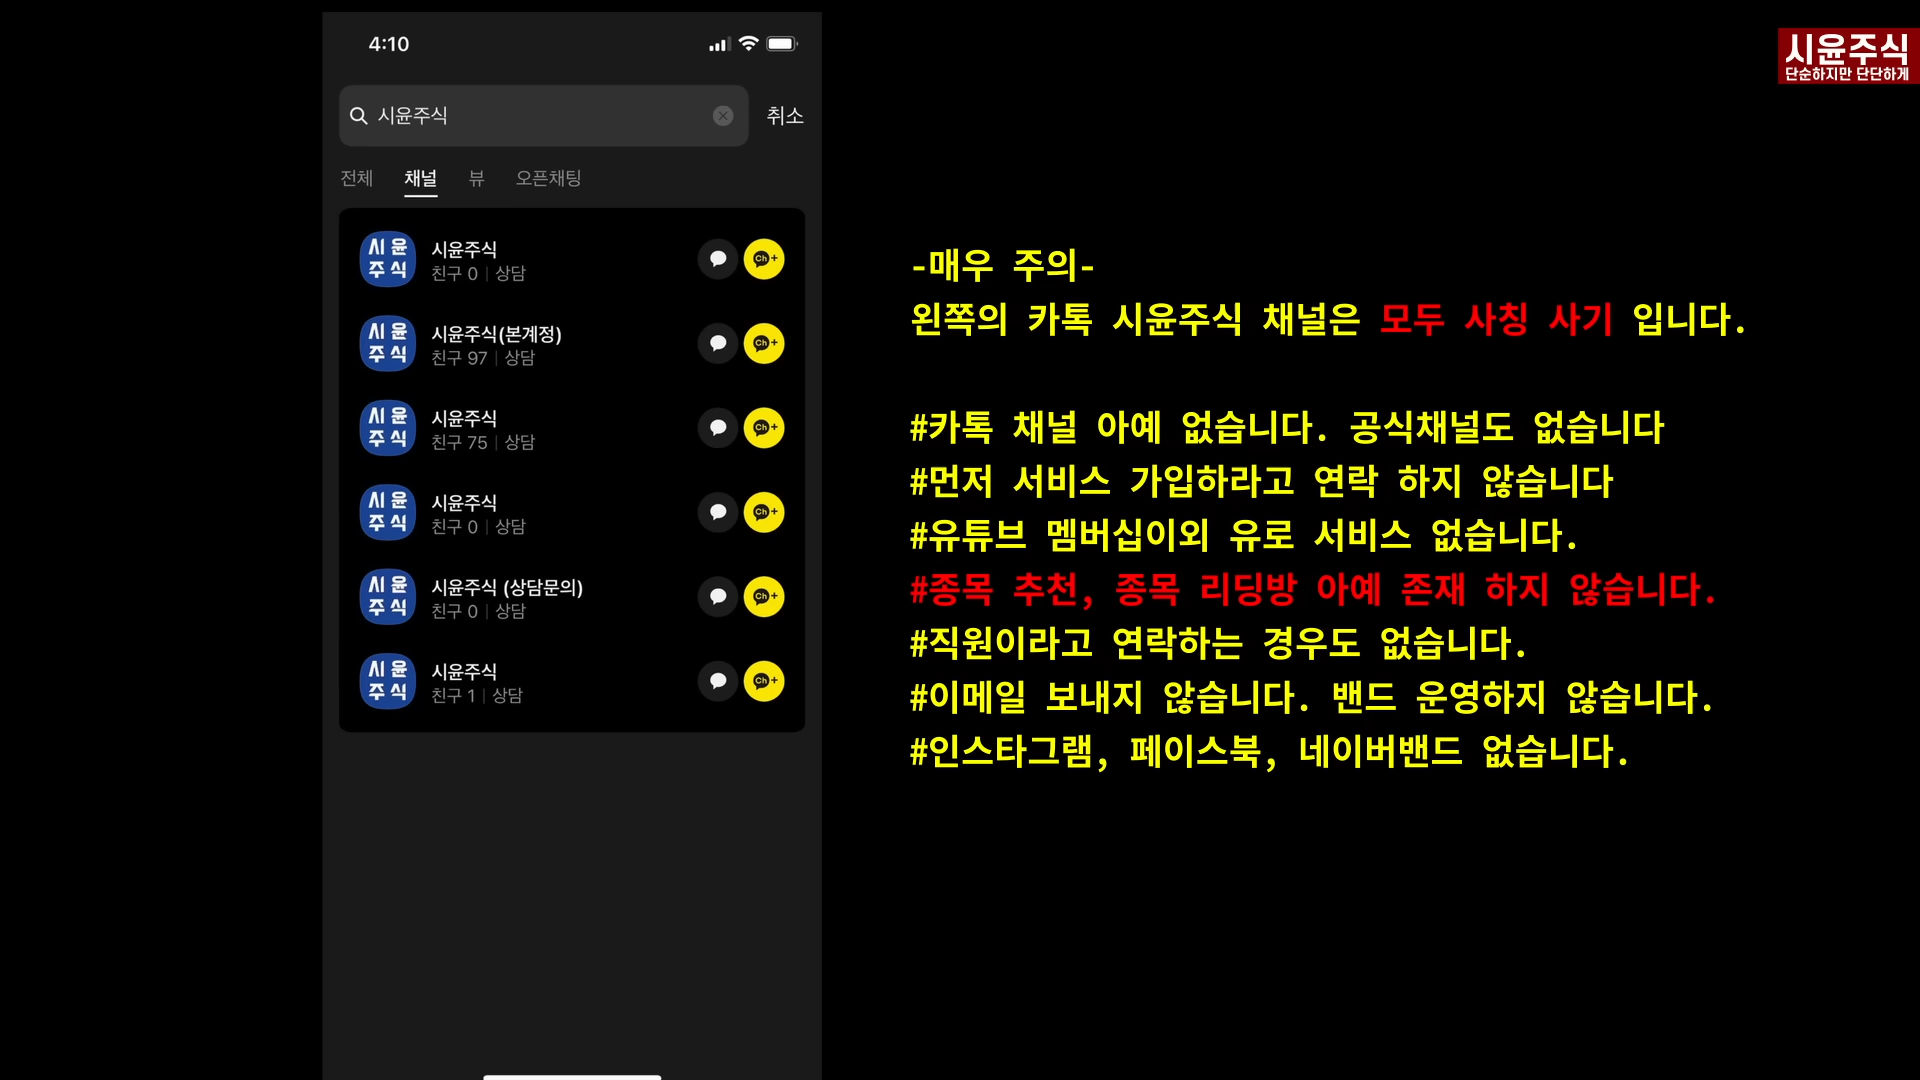 4:10
시윤주식
취소
전체 채널 뷰 오픈채팅
시윤주식
시윤주식
친구 0 | 상담
Ch+
시윤주식
시윤주식(본계정)
친구 97 | 상담
Ch+
시윤주식
시윤주식
친구 75 | 상담
Ch+
시윤주식
시윤주식
친구 0 | 상담
Ch+
시윤주식
시윤주식 (상담문의)
친구 0 | 상담
Ch+
시윤주식
시윤주식
친구 1 | 상담
Ch+
시윤주식
단순하지만 단단하게
-매우 주의-
왼쪽의 카톡 시윤주식 채널은 모두 사칭 사기 입니다.
#카톡 채널 아예 없습니다. 공식채널도 없습니다
#먼저 서비스 가입하라고 연락 하지 않습니다
#유튜브 멤버십이외 유로 서비스 없습니다.
#종목 추천, 종목 리딩방 아예 존재 하지 않습니다.
#직원이라고 연락하는 경우도 없습니다.
#이메일 보내지 않습니다. 밴드 운영하지 않습니다.
#인스타그램, 페이스북, 네이버밴드 없습니다.